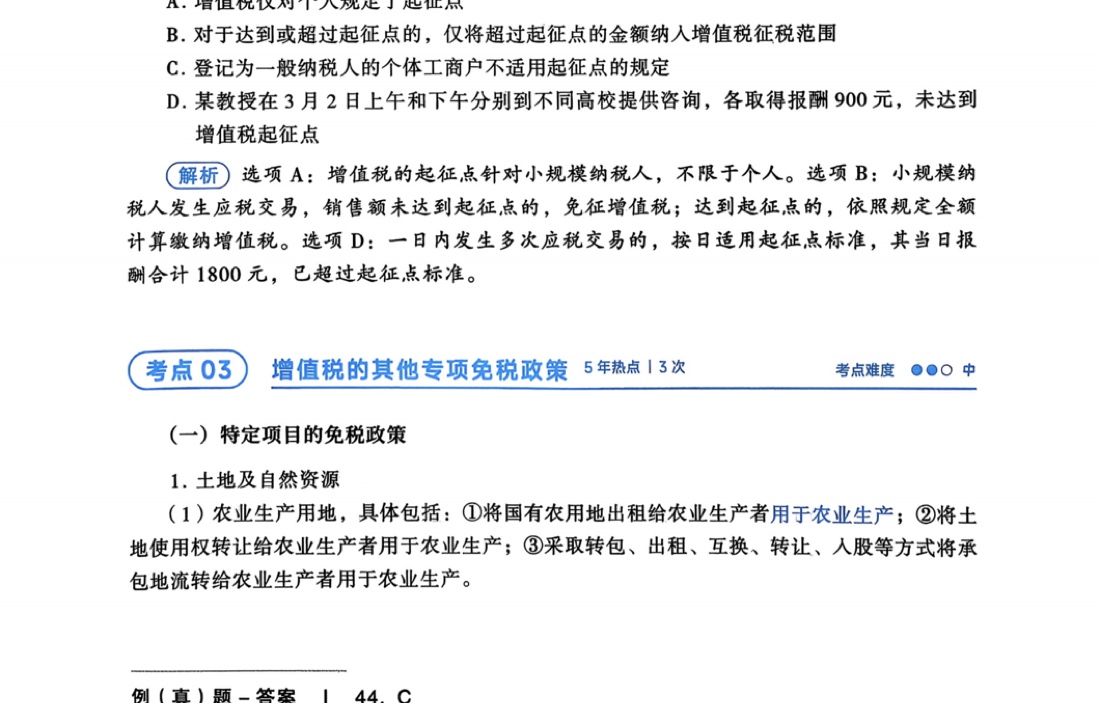 A. 增值税仅对个人规定了起征点
B. 对于达到或超过起征点的，仅将超过起征点的金额纳入增值税征税范围
C. 登记为一般纳税人的个体工商户不适用起征点的规定
D. 某教授在 3 月 2 日上午和下午分别到不同高校提供咨询，各取得报酬 900 元，未达到
增值税起征点
解析 选项 A：增值税的起征点针对小规模纳税人，不限于个人。选项 B：小规模纳
税人发生应税交易，销售额未达到起征点的，免征增值税；达到起征点的，依照规定全额
计算缴纳增值税。选项 D：一日内发生多次应税交易的，按日适用起征点标准，其当日报
酬合计 1800 元，已超过起征点标准。
考点 03 增值税的其他专项免税政策 5 年热点 | 3 次 考点难度 中
（一）特定项目的免税政策
1. 土地及自然资源
（1）农业生产用地，具体包括：①将国有农用地出租给农业生产者用于农业生产；②将土
地使用权转让给农业生产者用于农业生产；③采取转包、出租、互换、转让、入股等方式将承
包地流转给农业生产者用于农业生产。
例（真）题 – 答案 | 44. C